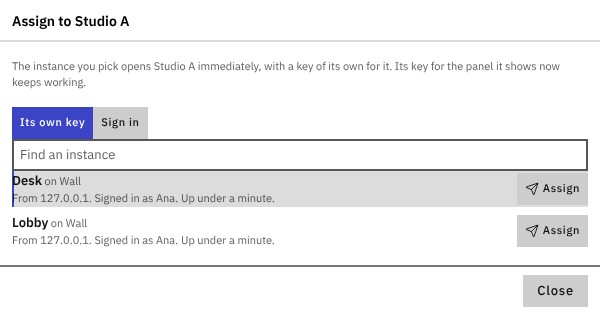 Assign to Studio A
The instance you pick opens Studio A immediately, with a key of its own for it. Its key for the panel it shows now
keeps working.
Its own key
Sign in
Find an instance
Desk on Wall
From 127.0.0.1. Signed in as Ana. Up under a minute.
Assign
Lobby on Wall
From 127.0.0.1. Signed in as Ana. Up under a minute.
Assign
Close